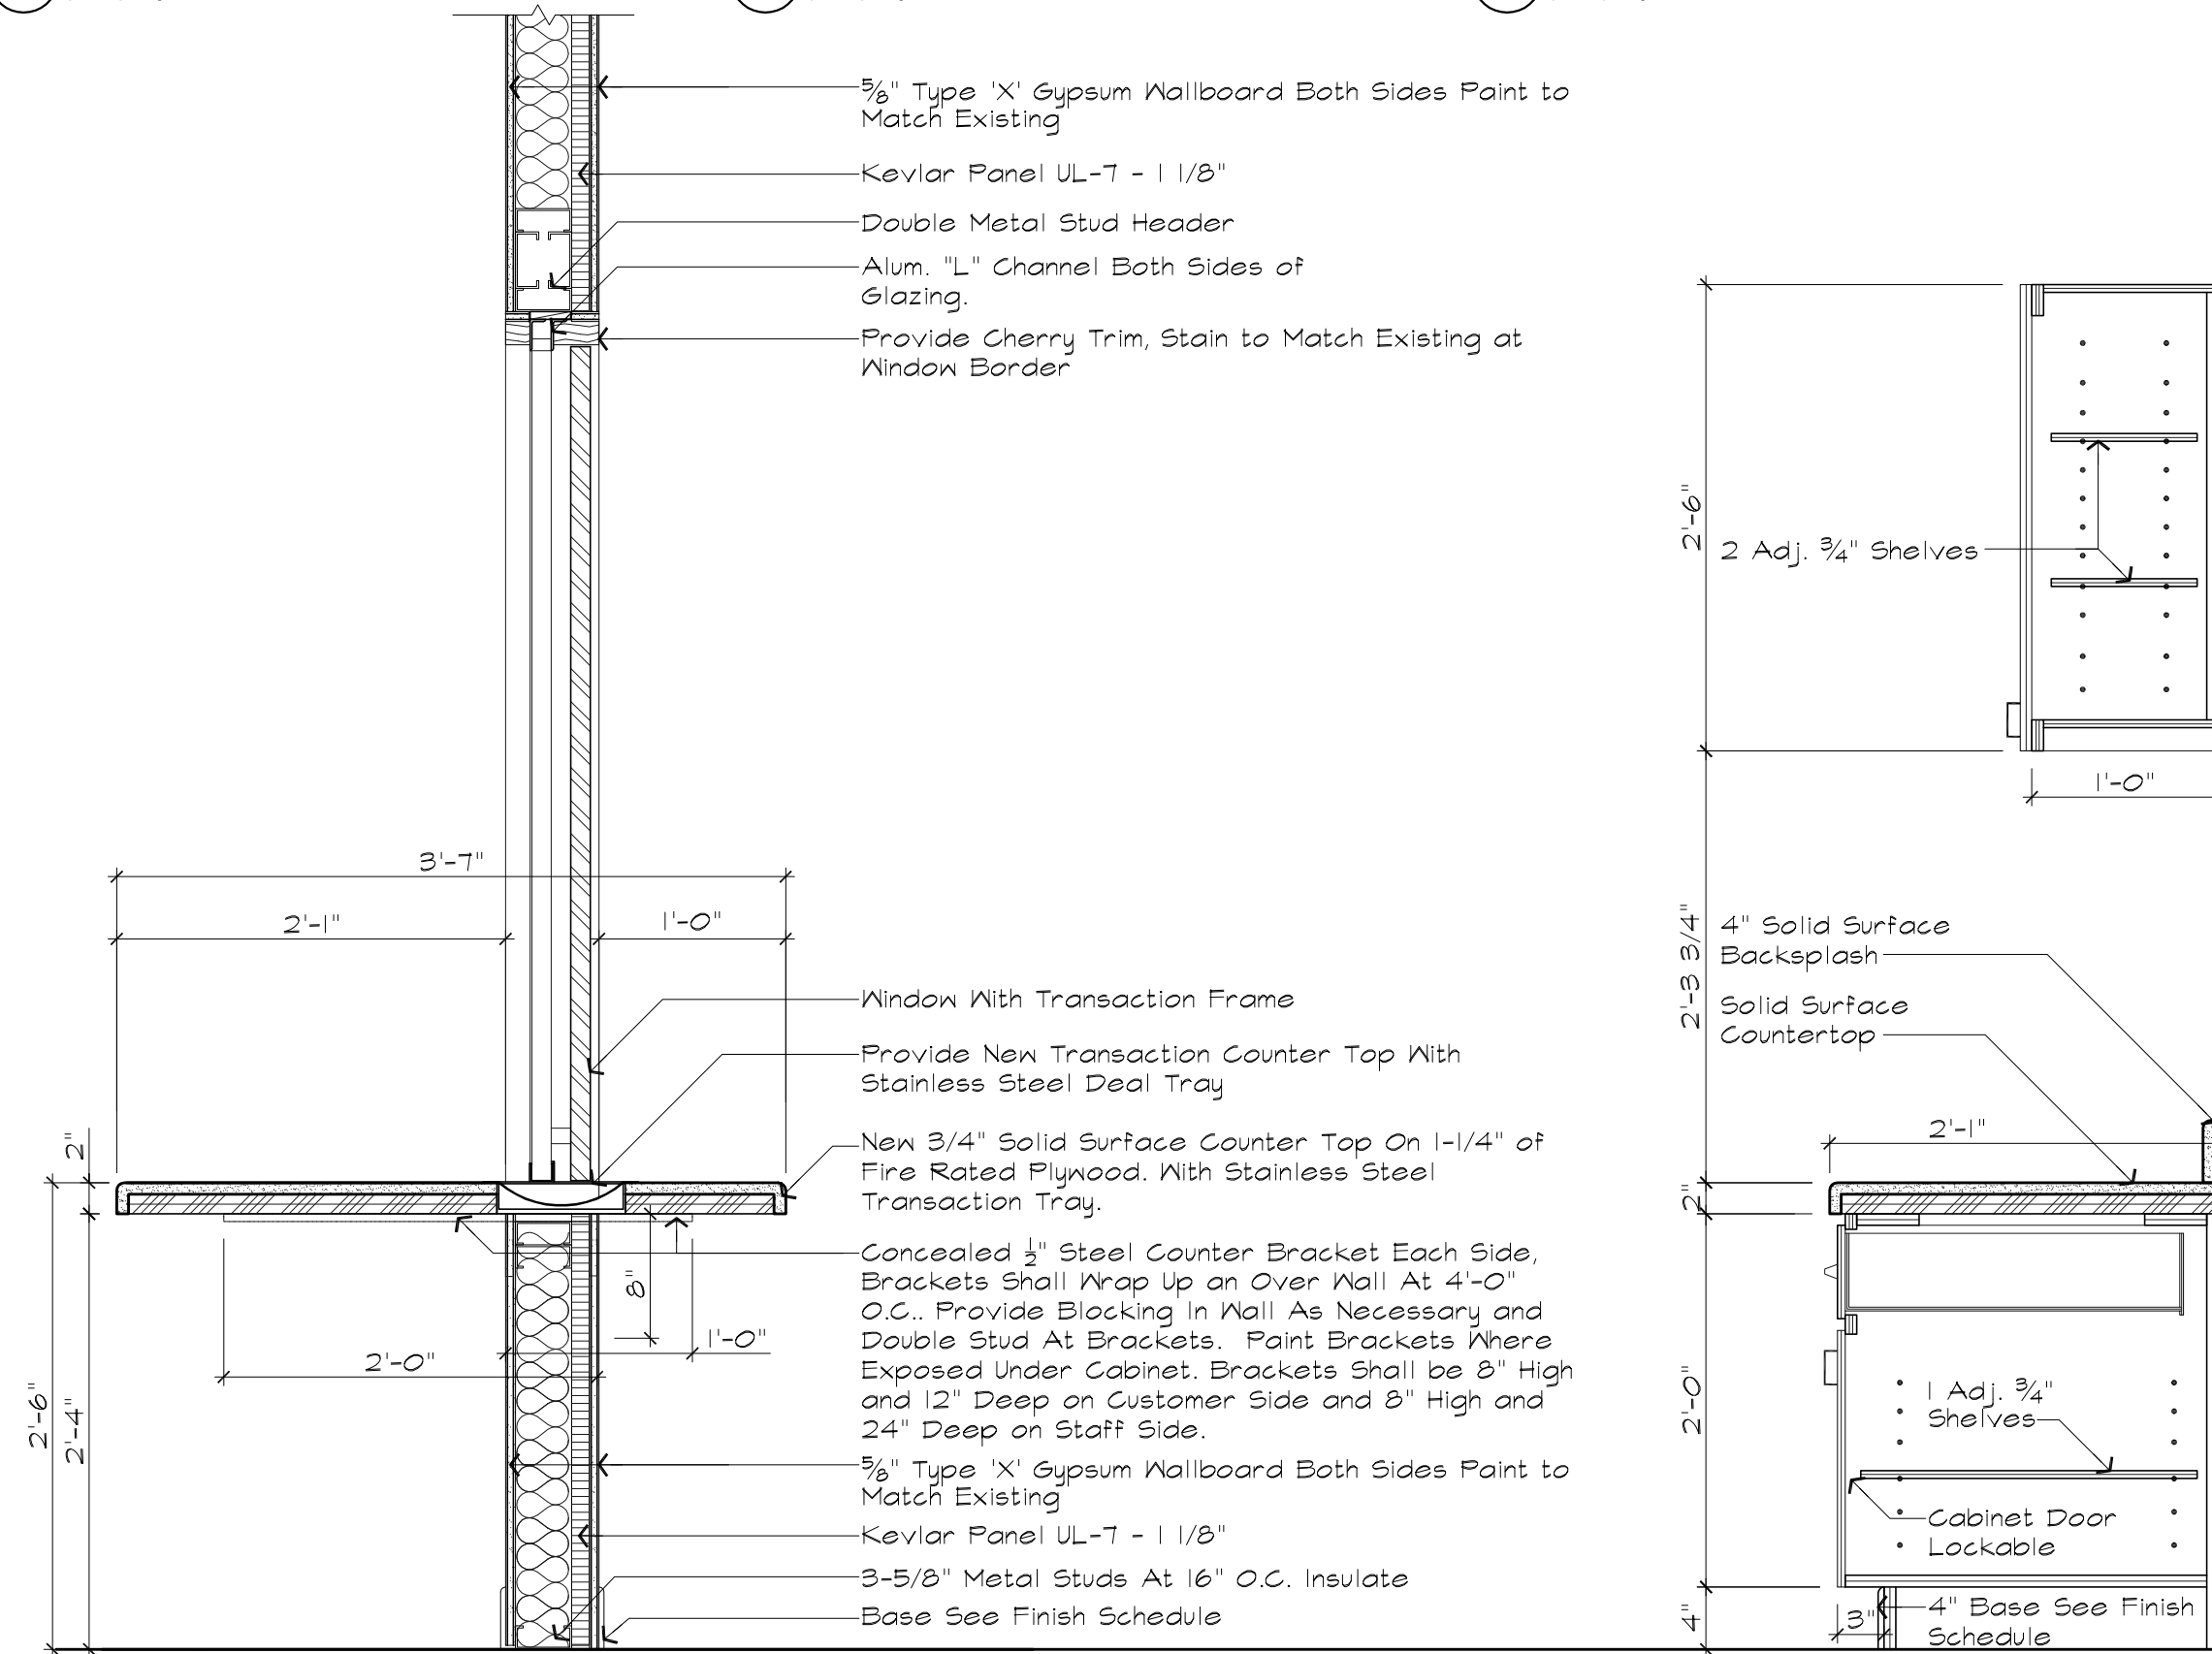 5/8" Type 'X' Gypsum Wallboard Both Sides Paint to
Match Existing
Kevlar Panel UL-7 - 1 1/8"
Double Metal Stud Header
Alum. "L" Channel Both Sides of
Glazing.
Provide Cherry Trim, Stain to Match Existing at
Window Border
3'-7"
2'-1"
1'-0"
Window With Transaction Frame
Provide New Transaction Counter Top With
Stainless Steel Deal Tray
2"
New 3/4" Solid Surface Counter Top On 1-1/4" of
Fire Rated Plywood. With Stainless Steel
Transaction Tray.
Concealed 1/2" Steel Counter Bracket Each Side,
Brackets Shall Wrap Up an Over Wall At 4'-0"
O.C.. Provide Blocking In Wall As Necessary and
Double Stud At Brackets.  Paint Brackets Where
Exposed Under Cabinet. Brackets Shall be 8" High
and 12" Deep on Customer Side and 8" High and
24" Deep on Staff Side.
8"
1'-0"
2'-0"
2'-6"
2'-4"
5/8" Type 'X' Gypsum Wallboard Both Sides Paint to
Match Existing
Kevlar Panel UL-7 - 1 1/8"
3-5/8" Metal Studs At 16" O.C. Insulate
Base See Finish Schedule
2'-6"
2 Adj. 3/4" Shelves
1'-0"
2'-3 3/4"
4" Solid Surface
Backsplash
Solid Surface
Countertop
2'-1"
2"
2'-0"
1 Adj. 3/4"
Shelves
Cabinet Door
Lockable
4"
3"
4" Base See Finish
Schedule